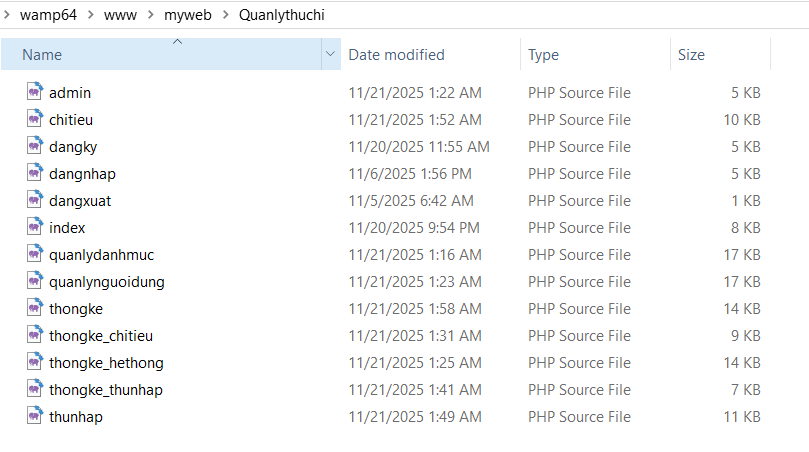 wamp64 > www > myweb > Quanlythuchi
Name Date modified Type Size
admin 11/21/2025 1:22 AM PHP Source File 5 KB
chitieu 11/21/2025 1:52 AM PHP Source File 10 KB
dangky 11/20/2025 11:55 AM PHP Source File 5 KB
dangnhap 11/6/2025 1:56 PM PHP Source File 5 KB
dangxuat 11/5/2025 6:42 AM PHP Source File 1 KB
index 11/20/2025 9:54 PM PHP Source File 8 KB
quanlydanhmuc 11/21/2025 1:16 AM PHP Source File 17 KB
quanlynguoidung 11/21/2025 1:23 AM PHP Source File 17 KB
thongke 11/21/2025 1:58 AM PHP Source File 14 KB
thongke_chitieu 11/21/2025 1:31 AM PHP Source File 9 KB
thongke_hethong 11/21/2025 1:25 AM PHP Source File 14 KB
thongke_thunhap 11/21/2025 1:41 AM PHP Source File 7 KB
thunhap 11/21/2025 1:49 AM PHP Source File 11 KB